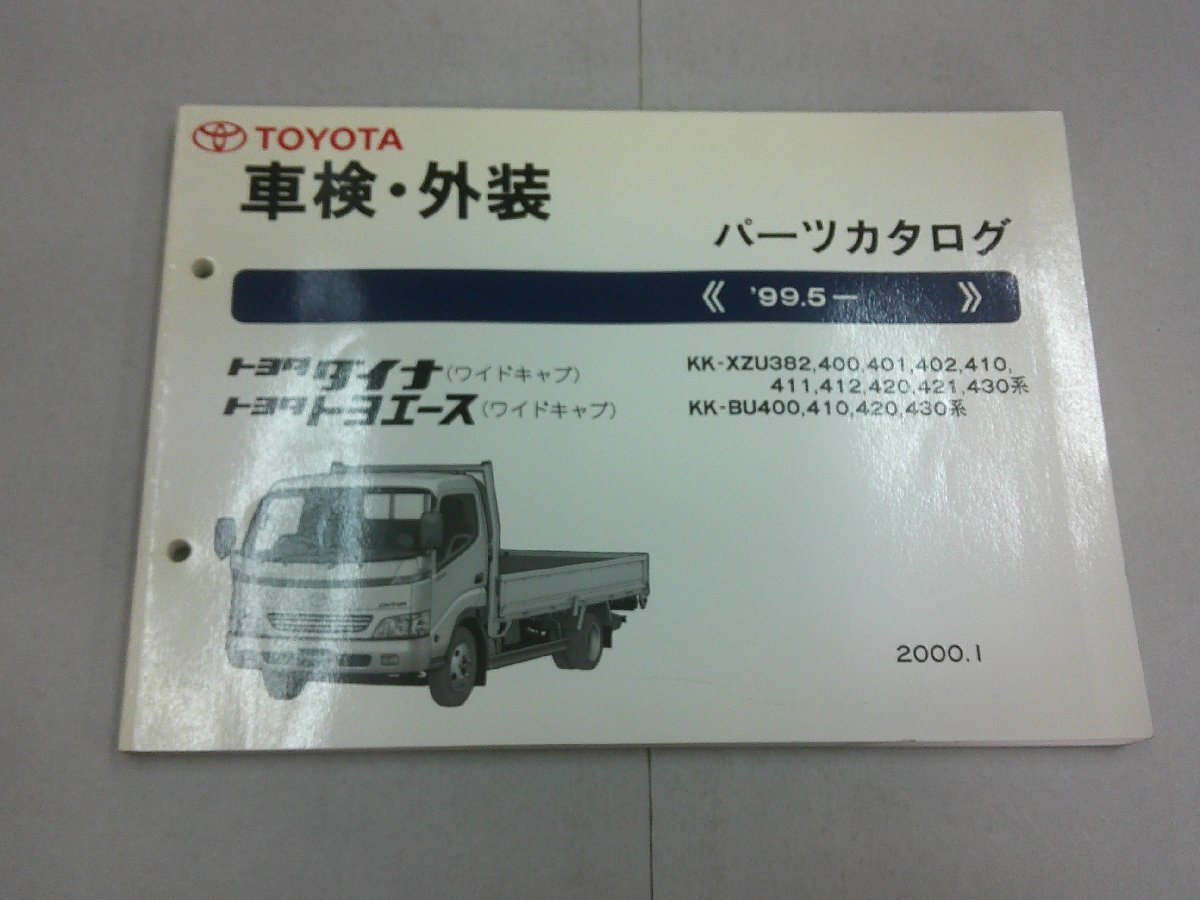 TOYOTA
車検・外装
パーツカタログ
《 '99.5− 》
トヨタ ダイナ(ワイドキャブ)
トヨタ トヨエース(ワイドキャブ)
KK-XZU382,400,401,402,410,
411,412,420,421,430系
KK-BU400,410,420,430系
2000.1